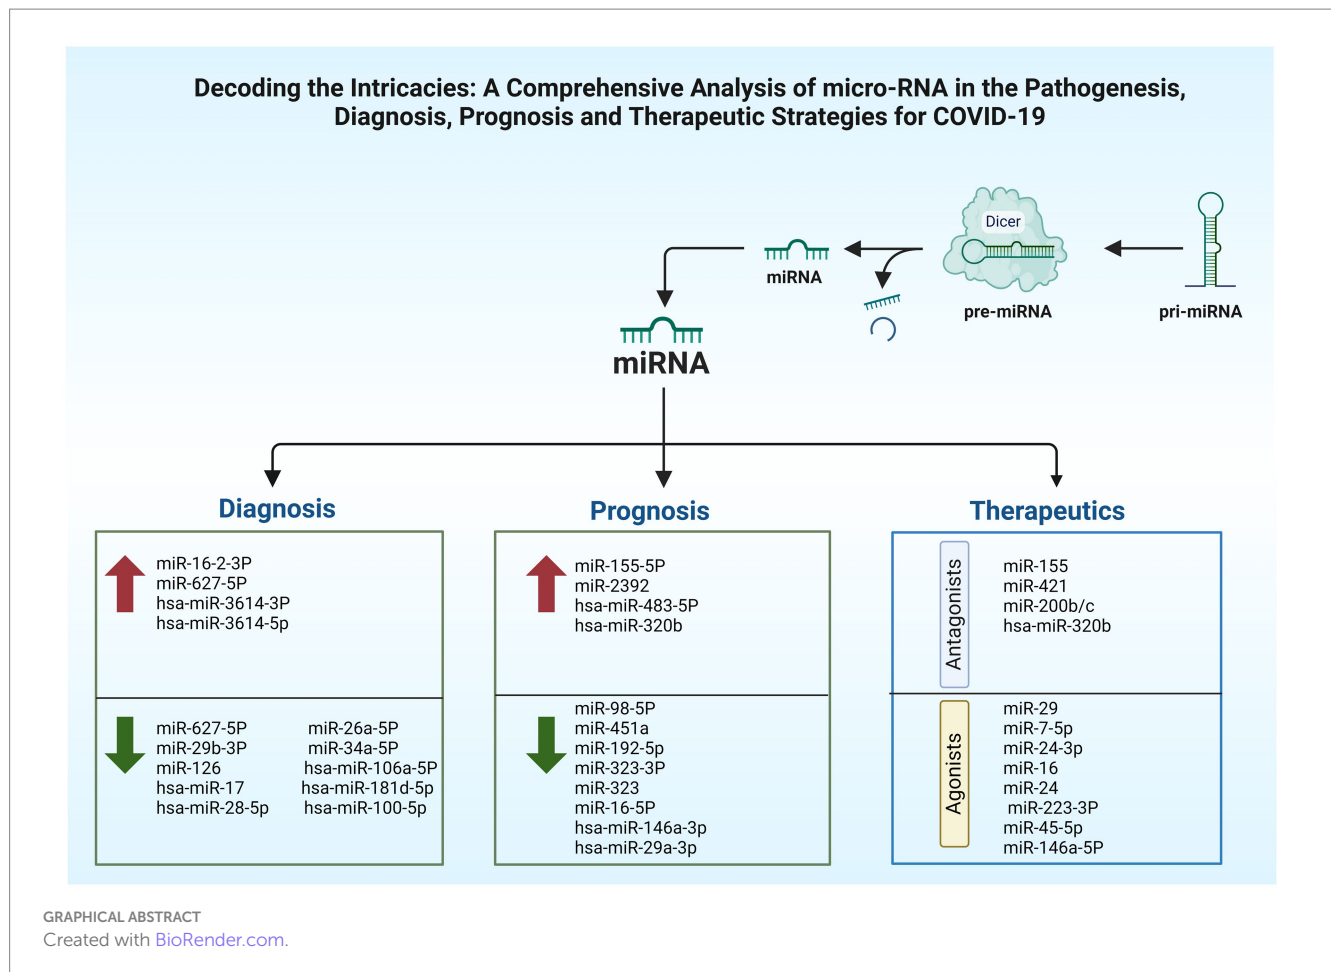 Decoding the Intricacies: A Comprehensive Analysis of micro-RNA in the Pathogenesis,
Diagnosis, Prognosis and Therapeutic Strategies for COVID-19
Dicer
miRNA
pre-miRNA
pri-miRNA
miRNA
Diagnosis
miR-16-2-3P
miR-627-5P
hsa-miR-3614-3P
hsa-miR-3614-5p
miR-627-5P
miR-29b-3P
miR-126
hsa-miR-17
hsa-miR-28-5p
miR-26a-5P
miR-34a-5P
hsa-miR-106a-5P
hsa-miR-181d-5p
hsa-miR-100-5p
Prognosis
miR-155-5P
miR-2392
hsa-miR-483-5P
hsa-miR-320b
miR-98-5P
miR-451a
miR-192-5p
miR-323-3P
miR-323
miR-16-5P
hsa-miR-146a-3p
hsa-miR-29a-3p
Therapeutics
Antagonists
miR-155
miR-421
miR-200b/c
hsa-miR-320b
Agonists
miR-29
miR-7-5p
miR-24-3p
miR-16
miR-24
miR-223-3P
miR-45-5p
miR-146a-5P
GRAPHICAL ABSTRACT
Created with BioRender.com.